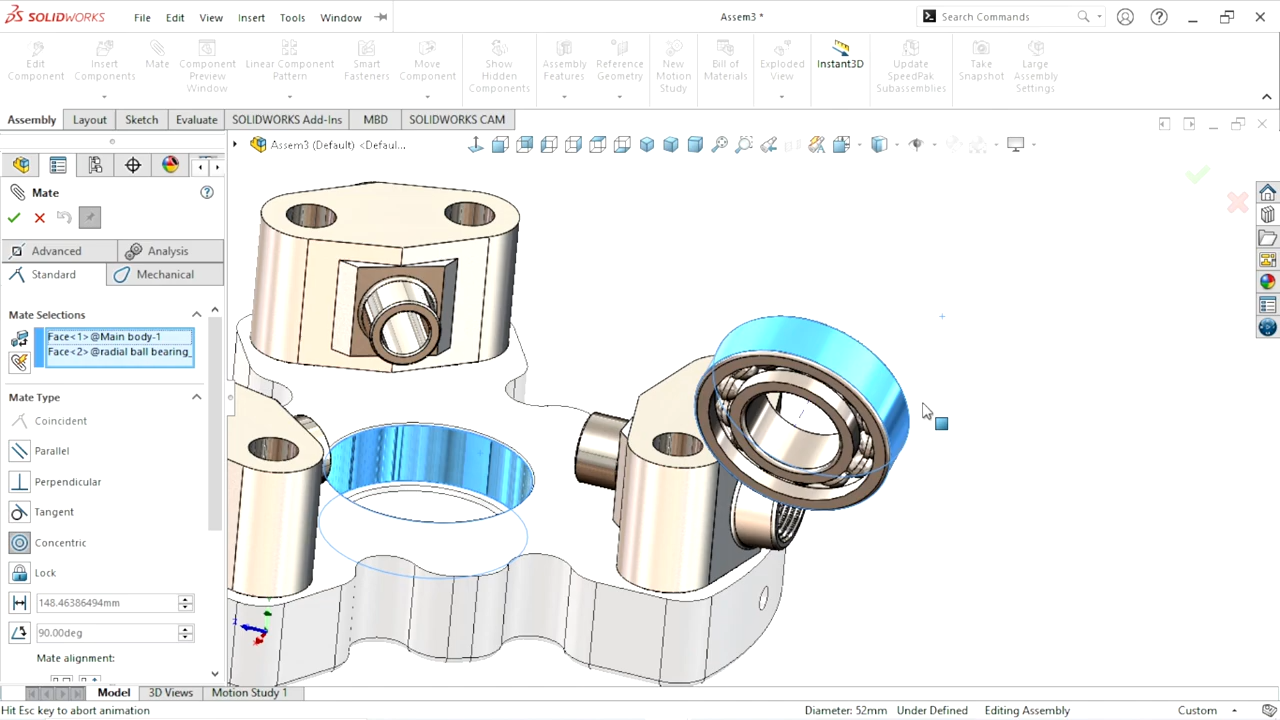 SOLIDWORKS File Edit View Insert Tools Window Assem3 * Search Commands
Edit Component
Insert Components
Mate
Component Preview Window
Linear Component Pattern
Smart Fasteners
Move Component
Show Hidden Components
Assembly Features
Reference Geometry
New Motion Study
Bill of Materials
Exploded View
Instant3D
Update SpeedPak Subassemblies
Take Snapshot
Large Assembly Settings
Assembly Layout Sketch Evaluate SOLIDWORKS Add-Ins MBD SOLIDWORKS CAM
Assem3 (Default) <Defaul...
Mate
Advanced Analysis
Standard Mechanical
Mate Selections
Face<1>@Main body-1
Face<2>@radial ball bearing_
Mate Type
Coincident
Parallel
Perpendicular
Tangent
Concentric
Lock
148.46386494mm
90.00deg
Mate alignment:
Model 3D Views Motion Study 1
Hit Esc key to abort animation Diameter: 52mm Under Defined Editing Assembly Custom